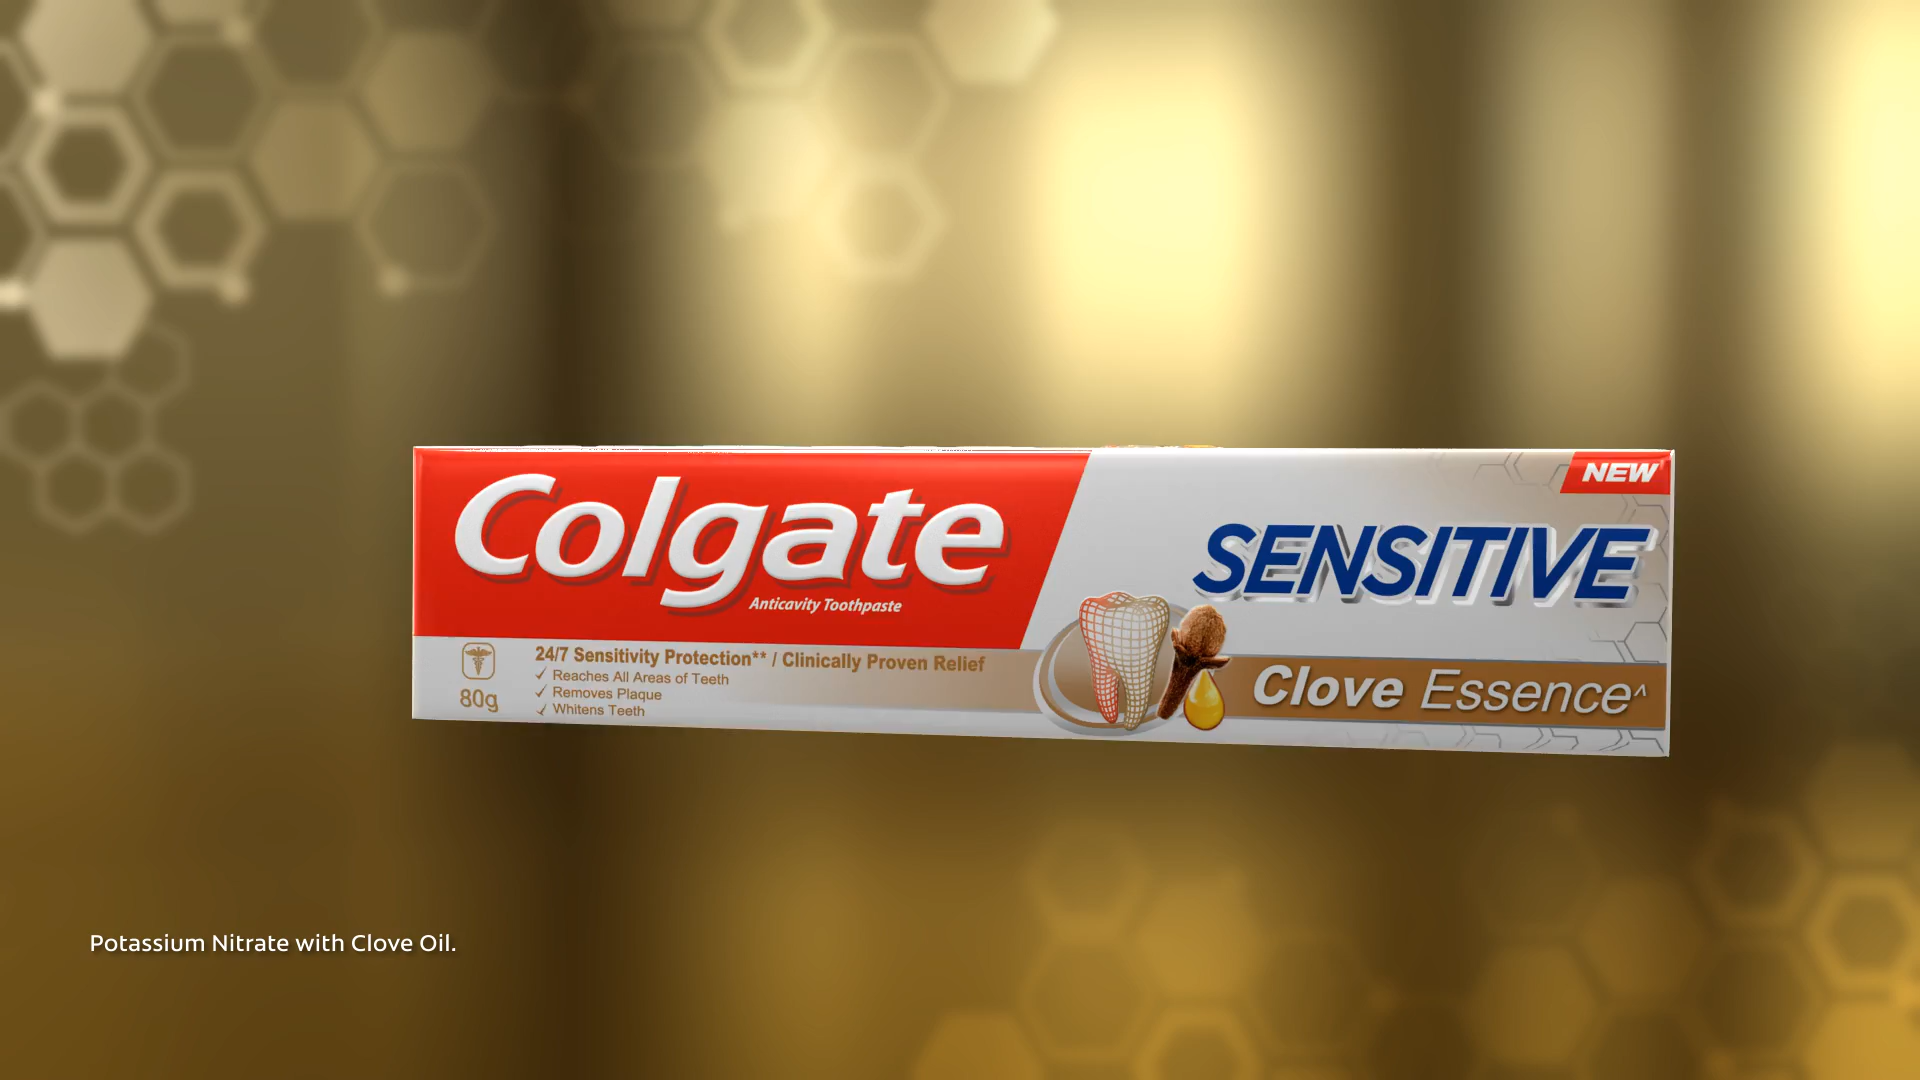 Colgate
Anticavity Toothpaste
NEW
SENSITIVE
Clove Essence^
24/7 Sensitivity Protection** / Clinically Proven Relief
✓ Reaches All Areas of Teeth
✓ Removes Plaque
✓ Whitens Teeth
80g
Potassium Nitrate with Clove Oil.